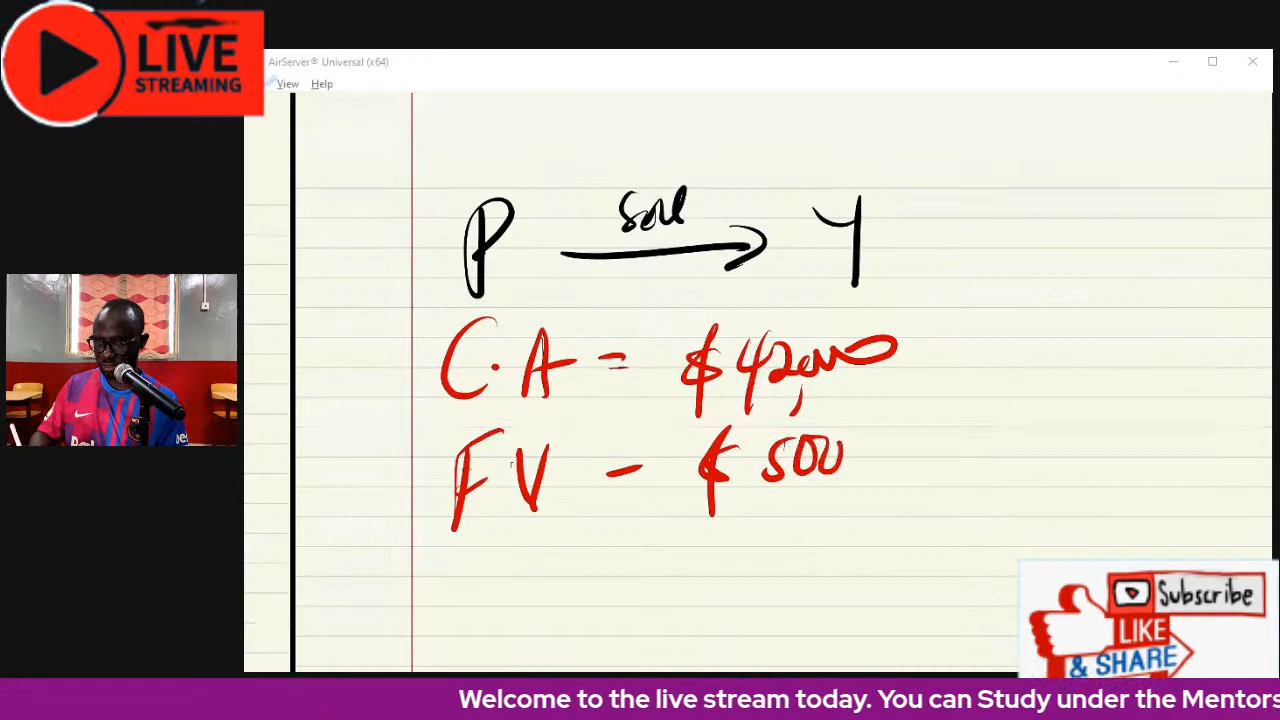 LIVE
STREAMING
AirServer® Universal (x64)
View Help
P Sold Y
C.A = $42,000
FV - $500
Subscribe
LIKE
& SHARE
Welcome to the live stream today. You can Study under the Mentors